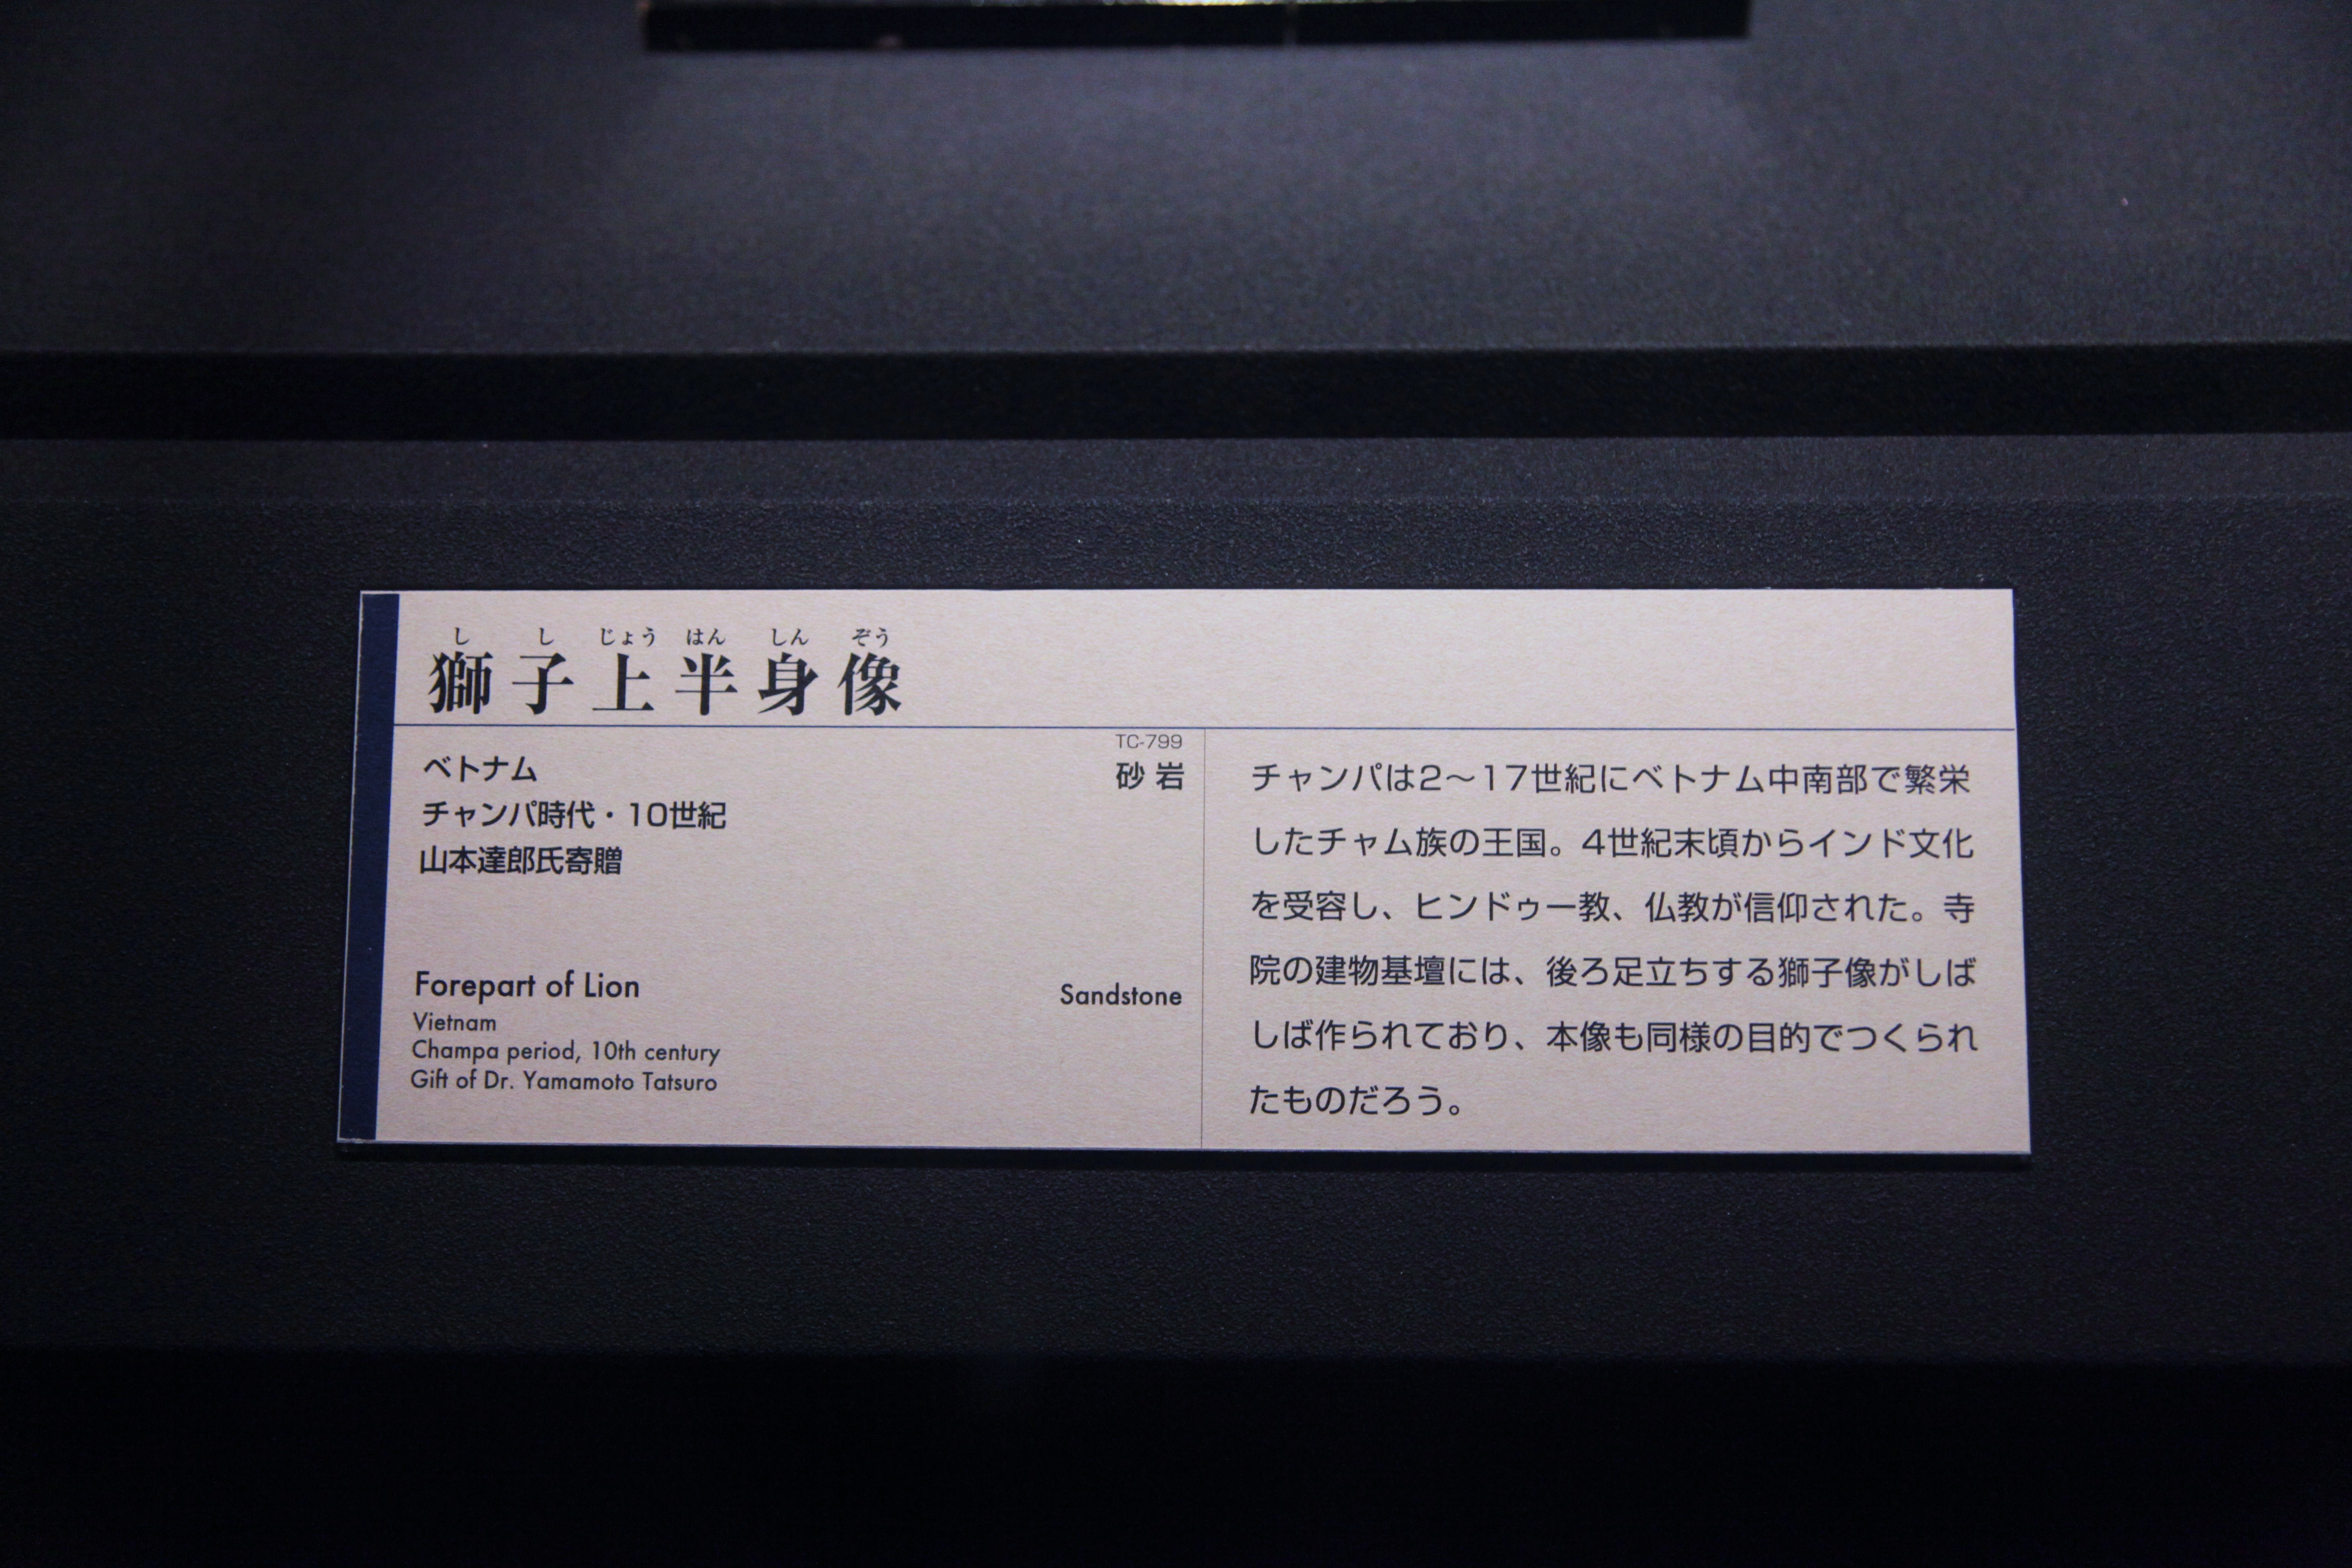 し し じょう はん しん ぞう
獅子上半身像
TC-799
ベトナム 砂岩
チャンパ時代・10世紀
山本達郎氏寄贈
Forepart of Lion Sandstone
Vietnam
Champa period, 10th century
Gift of Dr. Yamamoto Tatsuro
チャンパは2〜17世紀にベトナム中南部で繁栄
したチャム族の王国。4世紀末頃からインド文化
を受容し、ヒンドゥー教、仏教が信仰された。寺
院の建物基壇には、後ろ足立ちする獅子像がしば
しば作られており、本像も同様の目的でつくられ
たものだろう。